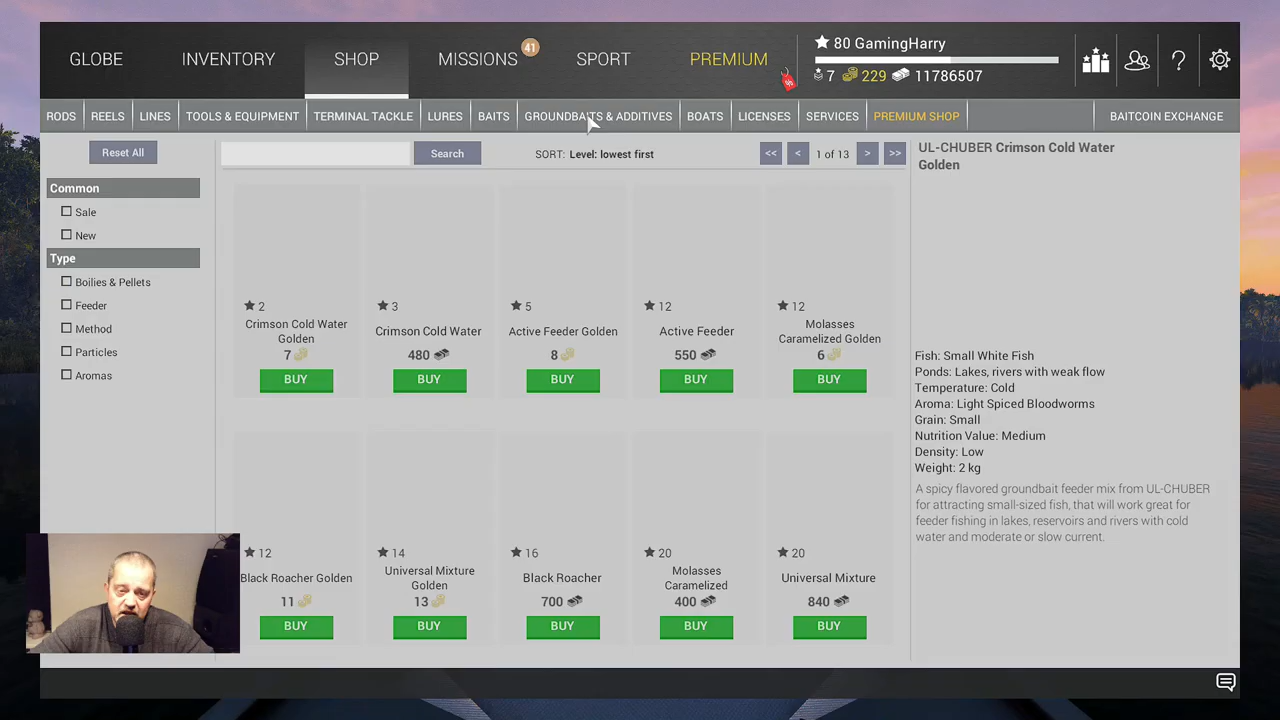 GLOBE
INVENTORY
SHOP
MISSIONS
41
SPORT
PREMIUM
80 GamingHarry
7
229
11786507
?
RODS
REELS
LINES
TOOLS & EQUIPMENT
TERMINAL TACKLE
LURES
BAITS
GROUNDBAITS & ADDITIVES
BOATS
LICENSES
SERVICES
PREMIUM SHOP
BAITCOIN EXCHANGE
Reset All
Search
SORT: Level: lowest first
<<
<
1 of 13
>
>>
Common
Sale
New
Type
Boilies & Pellets
Feeder
Method
Particles
Aromas
2
Crimson Cold Water
Golden
7
BUY
3
Crimson Cold Water
480
BUY
5
Active Feeder Golden
8
BUY
12
Active Feeder
550
BUY
12
Molasses
Caramelized Golden
6
BUY
12
Black Roacher Golden
11
BUY
14
Universal Mixture
Golden
13
BUY
16
Black Roacher
700
BUY
20
Molasses
Caramelized
400
BUY
20
Universal Mixture
840
BUY
UL-CHUBER Crimson Cold Water
Golden
Fish: Small White Fish
Ponds: Lakes, rivers with weak flow
Temperature: Cold
Aroma: Light Spiced Bloodworms
Grain: Small
Nutrition Value: Medium
Density: Low
Weight: 2 kg
A spicy flavored groundbait feeder mix from UL-CHUBER
for attracting small-sized fish, that will work great for
feeder fishing in lakes, reservoirs and rivers with cold
water and moderate or slow current.